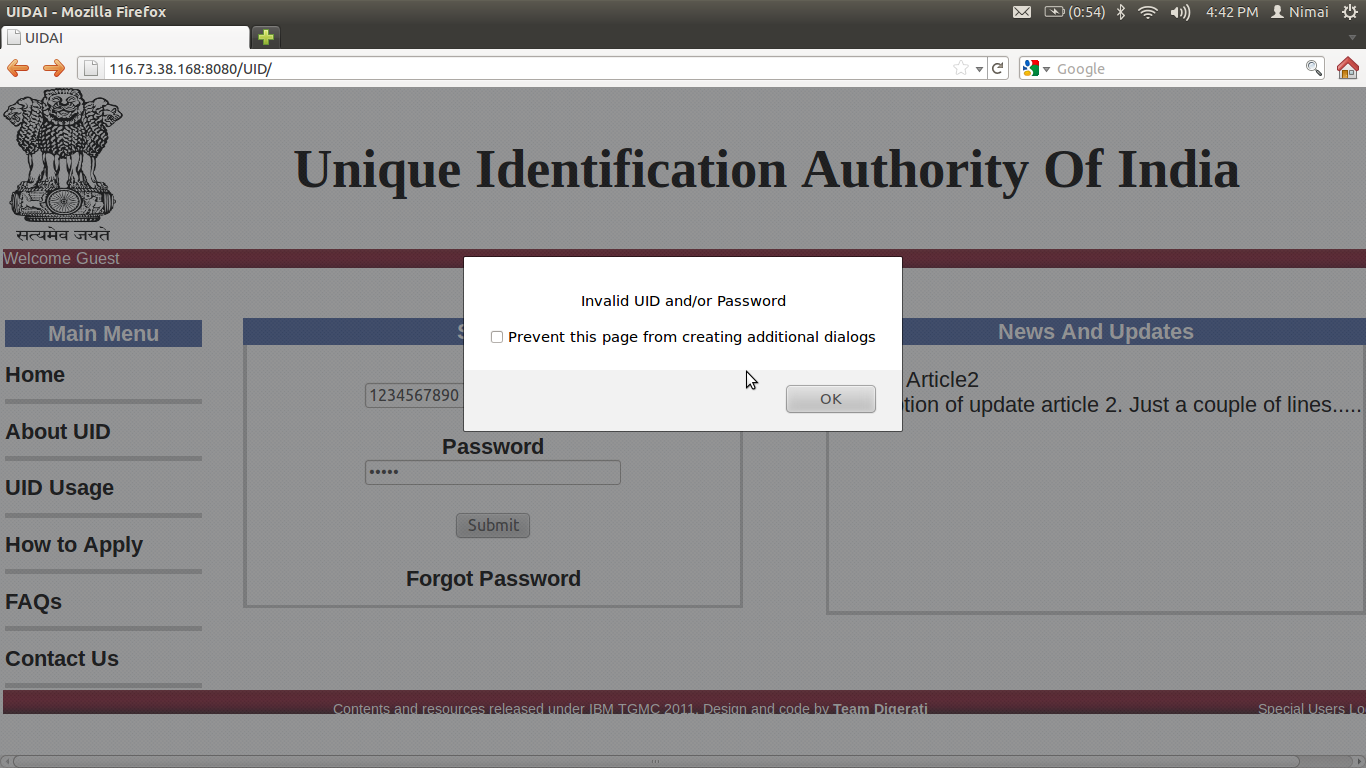 UIDAI - Mozilla Firefox
(0:54)
4:42 PM
Nimai
UIDAI
116.73.38.168:8080/UID/
Google
Unique Identification Authority Of India
सत्यमेव जयते
Welcome Guest
Invalid UID and/or Password
Prevent this page from creating additional dialogs
OK
Main Menu
Home
About UID
UID Usage
How to Apply
FAQs
Contact Us
S
1234567890
Password
•••••
Submit
Forgot Password
News And Updates
Article2
tion of update article 2. Just a couple of lines.....
Contents and resources released under IBM TGMC 2011. Design and code by Team Digerati
Special Users Lo